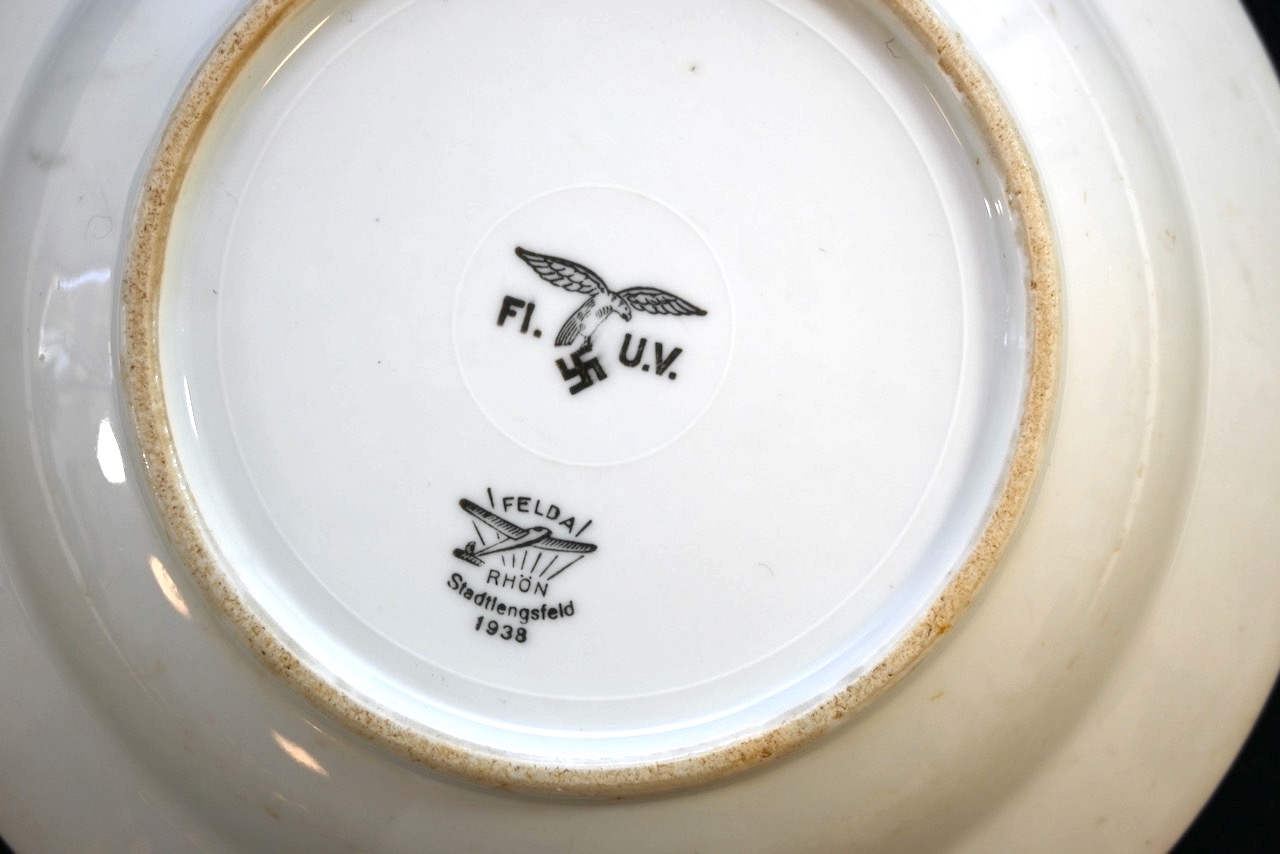 Fl. U.V.
FELDA
RHÖN
Stadtlengsfeld
1938